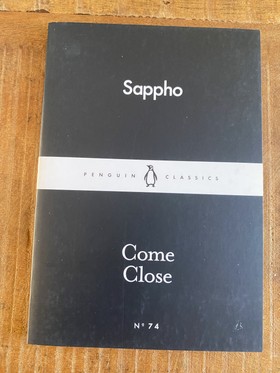 Sappho
PENGUIN CLASSICS
Come
Close
Nº 74